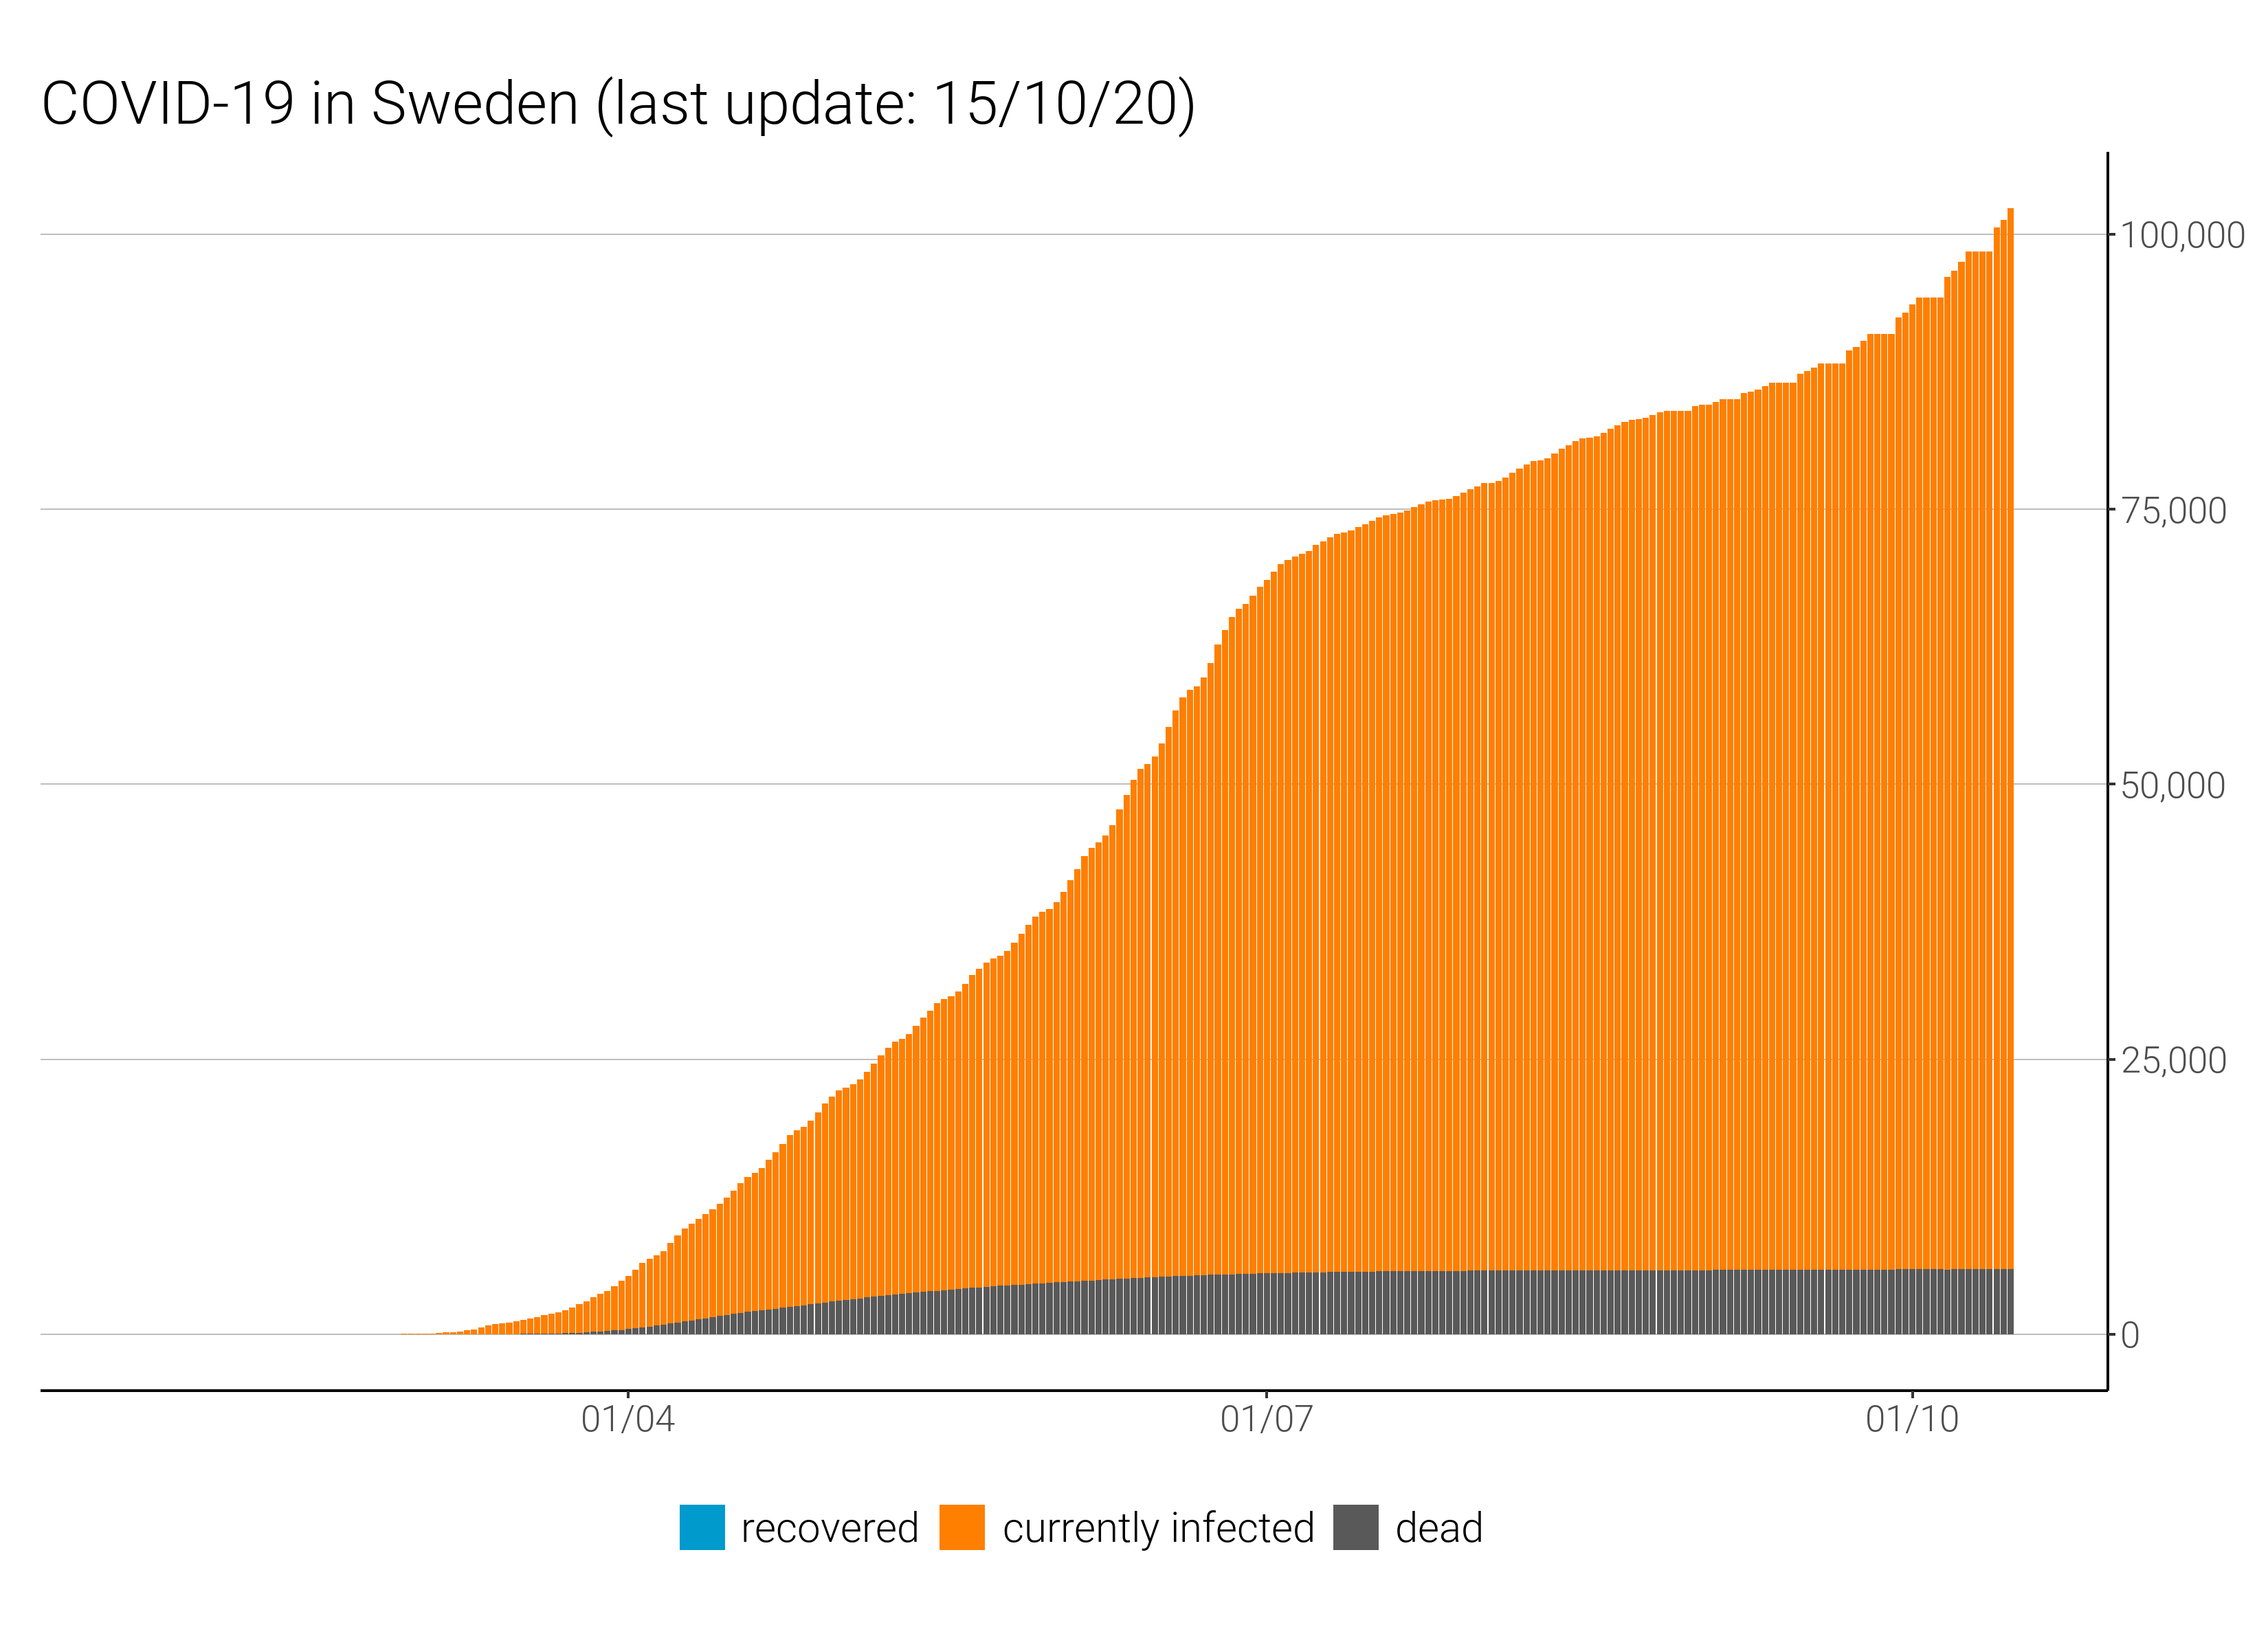 COVID-19 in Sweden (last update: 15/10/20)
100,000
75,000
50,000
25,000
0
01/04 01/07 01/10
recovered currently infected dead